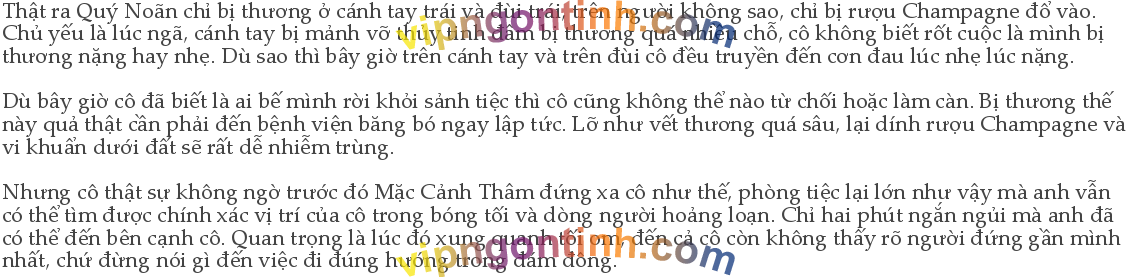 Thật ra Quý Noãn chỉ bị thương ở cánh tay trái và đùi trái, trên người không sao, chỉ bị rượu Champagne đổ vào.
Chủ yếu là lúc ngã, cánh tay bị mảnh vỡ thủy tinh đâm bị thương quá nhiều chỗ, cô không biết rốt cuộc là mình bị
thương nặng hay nhẹ. Dù sao thì bây giờ trên cánh tay và trên đùi cô đều truyền đến cơn đau lúc nhẹ lúc nặng.
Dù bây giờ cô đã biết là ai bế mình rời khỏi sảnh tiệc thì cô cũng không thể nào từ chối hoặc làm càn. Bị thương thế
này quả thật cần phải đến bệnh viện băng bó ngay lập tức. Lỡ như vết thương quá sâu, lại dính rượu Champagne và
vi khuẩn dưới đất sẽ rất dễ nhiễm trùng.
Nhưng cô thật sự không ngờ trước đó Mặc Cảnh Thâm đứng xa cô như thế, phòng tiệc lại lớn như vậy mà anh vẫn
có thể tìm được chính xác vị trí của cô trong bóng tối và dòng người hoảng loạn. Chỉ hai phút ngắn ngủi mà anh đã
có thể đến bên cạnh cô. Quan trọng là lúc đó xung quanh tối om, đến cả cô còn không thấy rõ người đứng gần mình
nhất, chứ đừng nói gì đến việc đi đúng hướng trong đám đông.
vipngontinh.com
vipngontinh.com